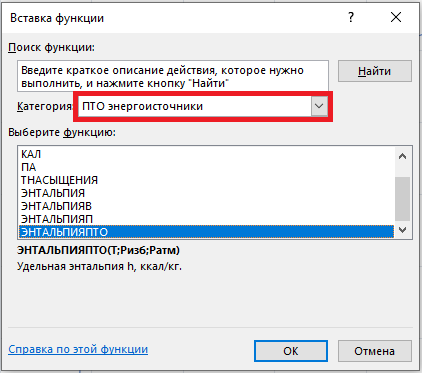 Вставка функции
Поиск функции:
Введите краткое описание действия, которое нужно
выполнить, и нажмите кнопку "Найти"
Найти
Категория: ПТО энергоисточники
Выберите функцию:
КАЛ
ПА
ТНАСЫЩЕНИЯ
ЭНТАЛЬПИЯ
ЭНТАЛЬПИЯВ
ЭНТАЛЬПИЯП
ЭНТАЛЬПИЯПТО
ЭНТАЛЬПИЯПТО(Т;Ризб;Ратм)
Удельная энтальпия h, ккал/кг.
Справка по этой функции
ОК
Отмена